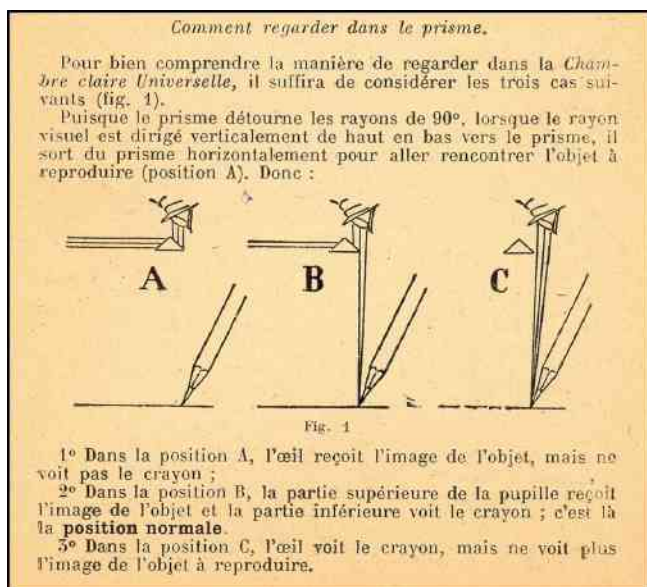 Comment regarder dans le prisme.
Pour bien comprendre la manière de regarder dans la Cham-
bre claire Universelle, il suffira de considérer les trois cas sui-
vants (fig. 1).
Puisque le prisme détourne les rayons de 90°, lorsque le rayon
visuel est dirigé verticalement de haut en bas vers le prisme, il
sort du prisme horizontalement pour aller rencontrer l'objet à
reproduire (position A). Donc :
A B C
Fig. 1
1° Dans la position A, l'œil reçoit l'image de l'objet, mais ne
voit pas le crayon ;
2° Dans la position B, la partie supérieure de la pupille reçoit
l'image de l'objet et la partie inférieure voit le crayon ; c'est là
la position normale.
3° Dans la position C, l'œil voit le crayon, mais ne voit plus
l'image de l'objet à reproduire.